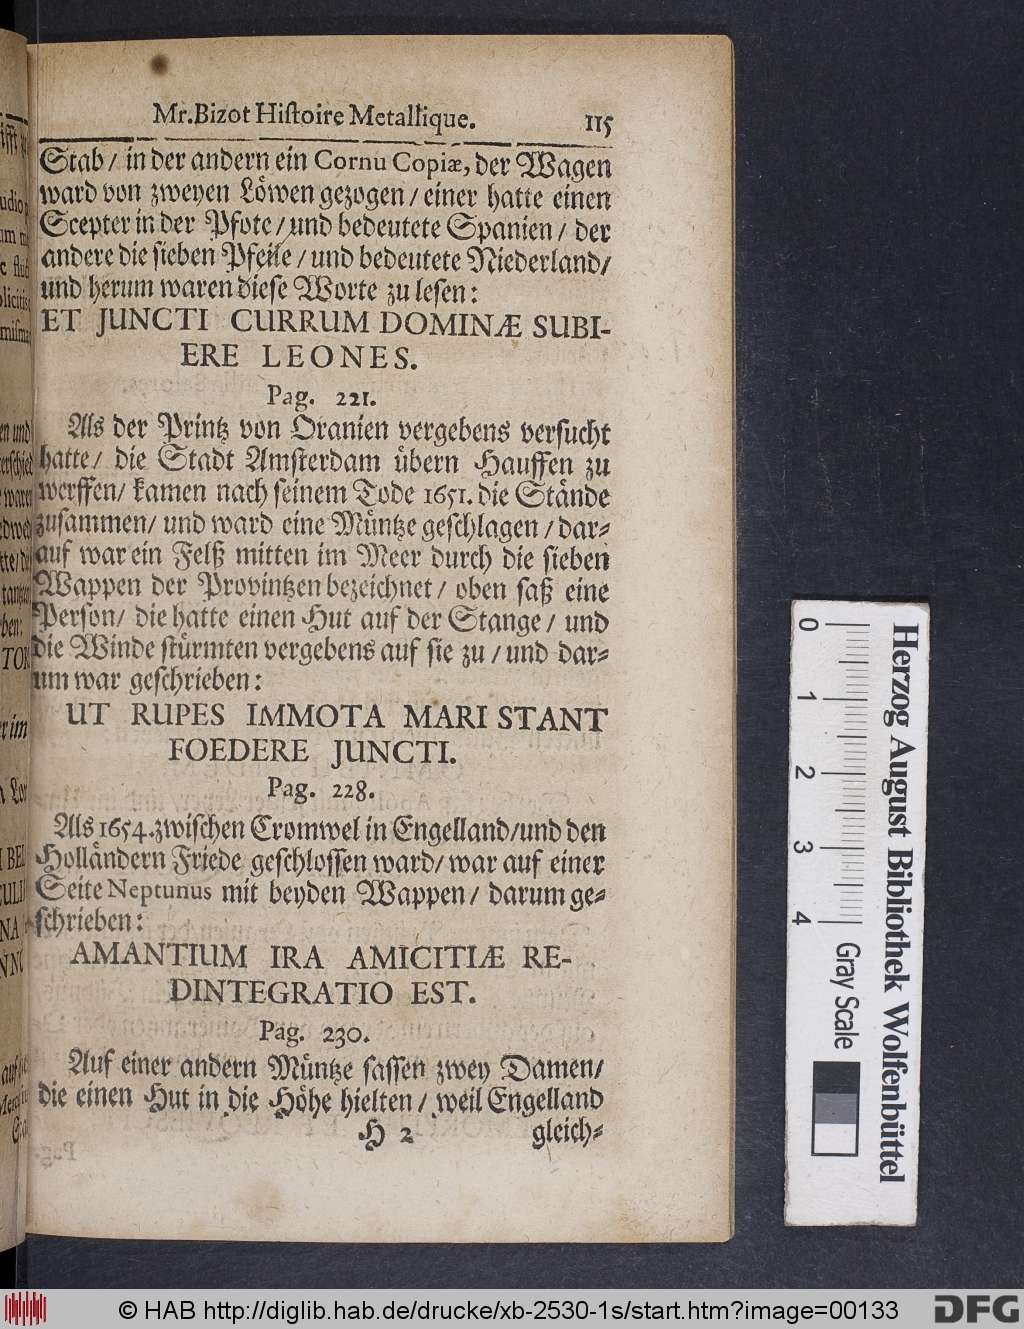 Mr. Bizot Histoire Metallique. 115
Stab / in der andern ein Cornu Copiæ, der Wagen
ward von zweyen Löwen gezogen / einer hatte einen
Scepter in der Pfote / und bedeutete Spanien / der
andere die sieben Pfeile / und bedeutete Niederland /
und herum waren diese Worte zu lesen:
ET JUNCTI CURRUM DOMINÆ SUBI-
ERE LEONES.
Pag. 221.
Als der Printz von Oranien vergebens versucht
hatte / die Stadt Amsterdam übern Hauffen zu
werffen / kamen nach seinem Tode 1651. die Stände
zusammen / und ward eine Müntze geschlagen / dar-
auf war ein Felß mitten im Meer durch die sieben
Wappen der Provintzen bezeichnet / oben saß eine
Person / die hatte einen Hut auf der Stange / und
die Winde stürmten vergebens auf sie zu / und dar-
um war geschrieben:
UT RUPES IMMOTA MARI STANT
FOEDERE JUNCTI.
Pag. 228.
Als 1654. zwischen Cromwel in Engelland / und den
Holländern Friede geschlossen ward / war auf einer
Seite Neptunus mit beyden Wappen / darum ge-
schrieben:
AMANTIUM IRA AMICITIÆ RE-
DINTEGRATIO EST.
Pag. 230.
Auf einer andern Müntze sassen zwey Damen /
die einen Hut in die Höhe hielten / weil Engelland
H 2 gleich-
0 1 2 3 4 Gray Scale
Herzog August Bibliothek Wolfenbüttel
© HAB http://diglib.hab.de/drucke/xb-2530-1s/start.htm?image=00133 DFG